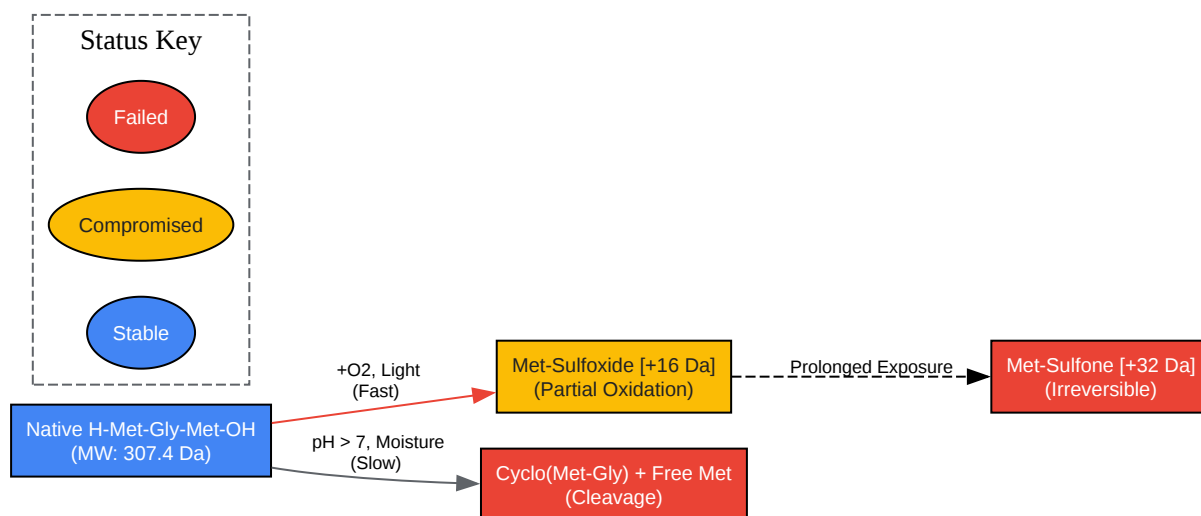 Status Key
Failed
Compromised
Stable
Native H-Met-Gly-Met-OH
(MW: 307.4 Da)
+O2, Light
(Fast)
pH > 7, Moisture
(Slow)
Met-Sulfoxide [+16 Da]
(Partial Oxidation)
Prolonged Exposure
Met-Sulfone [+32 Da]
(Irreversible)
Cyclo(Met-Gly) + Free Met
(Cleavage)